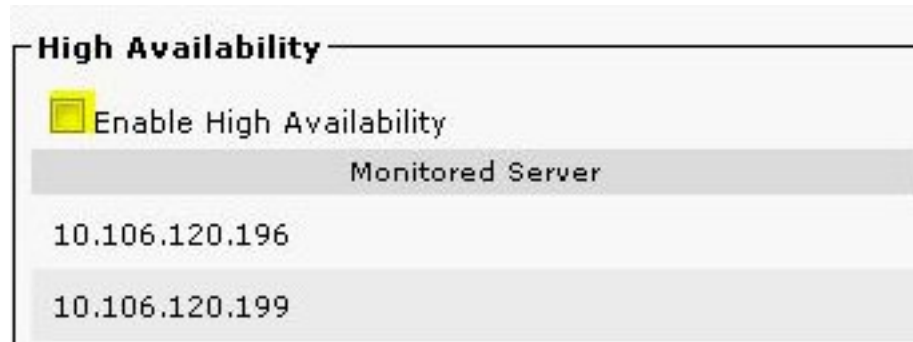 High Availability
Enable High Availability
Monitored Server
10.106.120.196
10.106.120.199